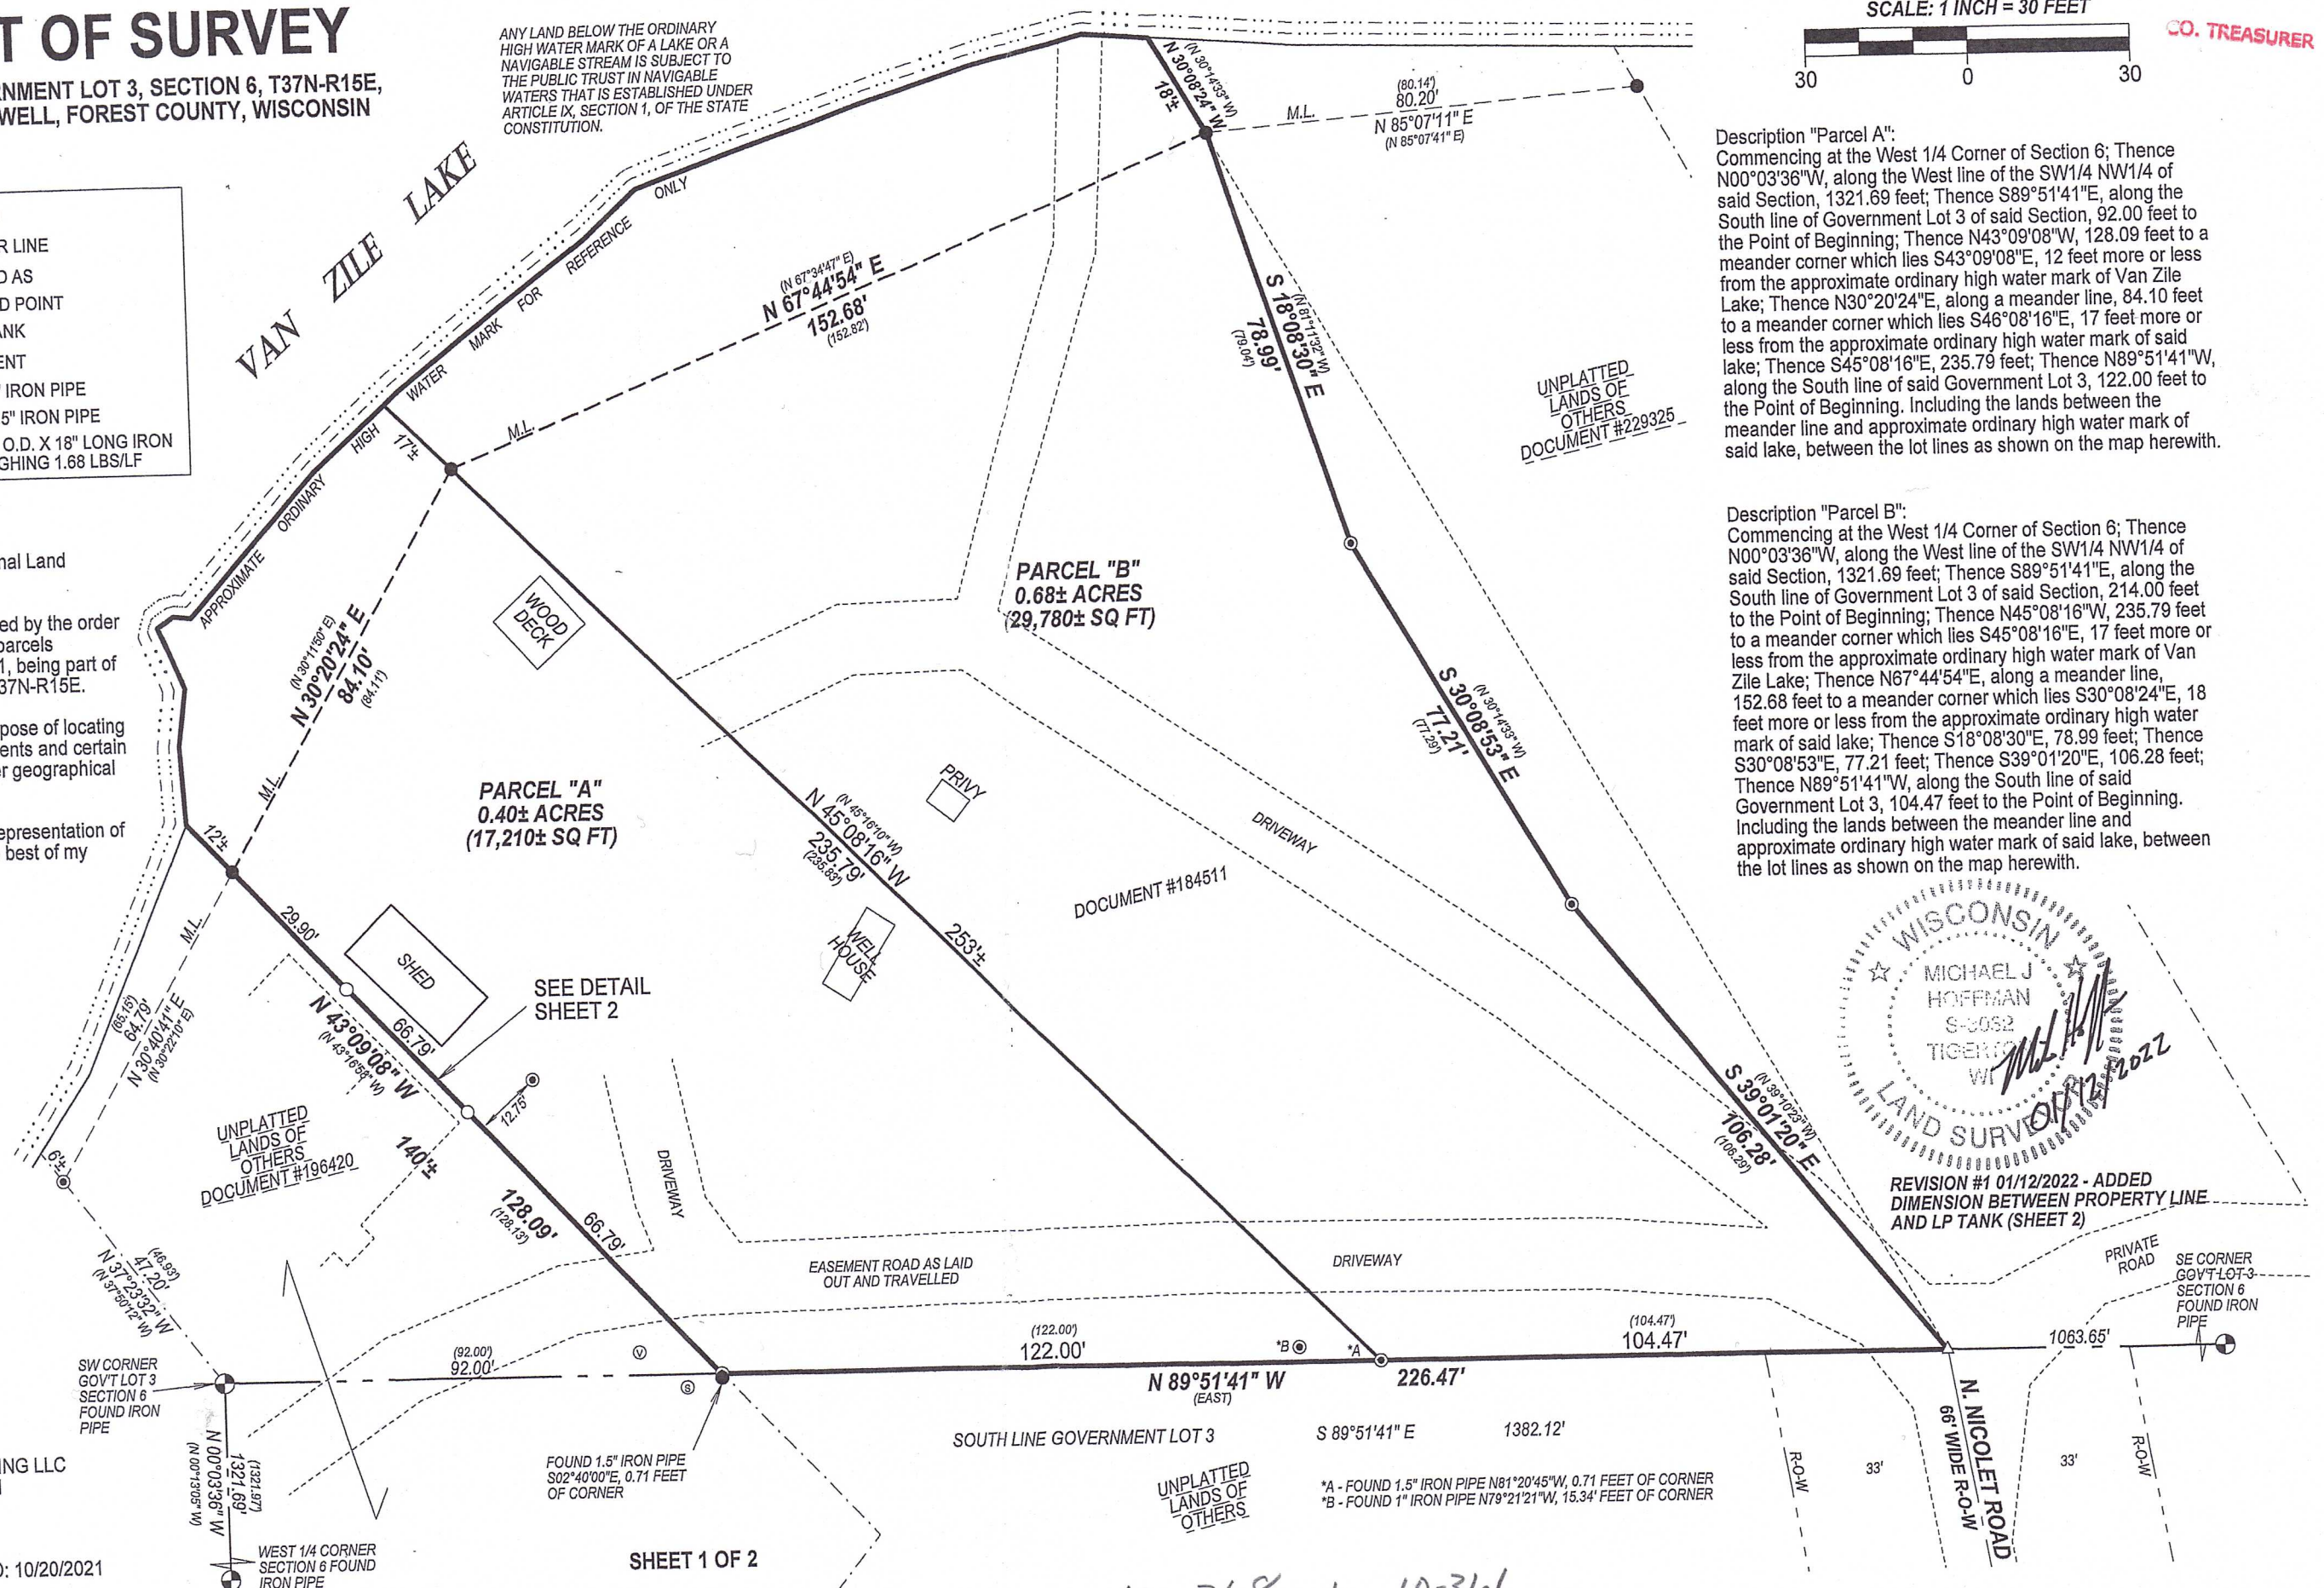 T OF SURVEY
RNMENT LOT 3, SECTION 6, T37N-R15E,
WELL, FOREST COUNTY, WISCONSIN
ANY LAND BELOW THE ORDINARY
HIGH WATER MARK OF A LAKE OR A
NAVIGABLE STREAM IS SUBJECT TO
THE PUBLIC TRUST IN NAVIGABLE
WATERS THAT IS ESTABLISHED UNDER
ARTICLE IX, SECTION 1, OF THE STATE
CONSTITUTION.
SCALE: 1 INCH = 30 FEET
30 0 30
CO. TREASURER
R LINE
D AS
D POINT
ANK
ENT
" IRON PIPE
5" IRON PIPE
O.D. X 18" LONG IRON
GHING 1.68 LBS/LF
nal Land
ed by the order
parcels
1, being part of
37N-R15E.
pose of locating
ents and certain
er geographical
epresentation of
best of my
VAN ZILE LAKE
APPROXIMATE ORDINARY HIGH WATER MARK FOR REFERENCE ONLY
(N 30°14'33" W)
N 30°08'24" W
18'±
M.L.
(80.14')
80.20'
N 85°07'11" E
(N 85°07'41" E)
(N 67°34'47" E)
N 67°44'54" E
152.68'
(152.82')
M.L.
17'±
(N 81°11'32" W)
S 18°08'30" E
78.99'
(79.04')
UNPLATTED
LANDS OF
OTHERS
DOCUMENT #229325
Description "Parcel A":
Commencing at the West 1/4 Corner of Section 6; Thence
N00°03'36"W, along the West line of the SW1/4 NW1/4 of
said Section, 1321.69 feet; Thence S89°51'41"E, along the
South line of Government Lot 3 of said Section, 92.00 feet to
the Point of Beginning; Thence N43°09'08"W, 128.09 feet to a
meander corner which lies S43°09'08"E, 12 feet more or less
from the approximate ordinary high water mark of Van Zile
Lake; Thence N30°20'24"E, along a meander line, 84.10 feet
to a meander corner which lies S46°08'16"E, 17 feet more or
less from the approximate ordinary high water mark of said
lake; Thence S45°08'16"E, 235.79 feet; Thence N89°51'41"W,
along the South line of said Government Lot 3, 122.00 feet to
the Point of Beginning. Including the lands between the
meander line and approximate ordinary high water mark of
said lake, between the lot lines as shown on the map herewith.
Description "Parcel B":
Commencing at the West 1/4 Corner of Section 6; Thence
N00°03'36"W, along the West line of the SW1/4 NW1/4 of
said Section, 1321.69 feet; Thence S89°51'41"E, along the
South line of Government Lot 3 of said Section, 214.00 feet
to the Point of Beginning; Thence N45°08'16"W, 235.79 feet
to a meander corner which lies S45°08'16"E, 17 feet more or
less from the approximate ordinary high water mark of Van
Zile Lake; Thence N67°44'54"E, along a meander line,
152.68 feet to a meander corner which lies S30°08'24"E, 18
feet more or less from the approximate ordinary high water
mark of said lake; Thence S18°08'30"E, 78.99 feet; Thence
S30°08'53"E, 77.21 feet; Thence S39°01'20"E, 106.28 feet;
Thence N89°51'41"W, along the South line of said
Government Lot 3, 104.47 feet to the Point of Beginning.
Including the lands between the meander line and
approximate ordinary high water mark of said lake, between
the lot lines as shown on the map herewith.
PARCEL "B"
0.68± ACRES
(29,780± SQ FT)
WOOD
DECK
(N 30°11'50" E)
N 30°20'24" E
84.10'
(84.11')
M.L.
(N 30°14'33" W)
S 30°08'53" E
77.21'
(77.29')
PARCEL "A"
0.40± ACRES
(17,210± SQ FT)
PRIVY
(N 45°16'10" W)
N 45°08'16" W
235.79'
(235.83')
253'±
DRIVEWAY
DOCUMENT #184511
WELL
HOUSE
12'±
M.L.
29.90'
SHED
SEE DETAIL
SHEET 2
66.79'
N 43°09'08" W
(N 43°16'58" W)
12.75'
(65.15')
64.79'
N 30°40'41" E
(N 30°22'10" E)
6'±
UNPLATTED
LANDS OF
OTHERS
DOCUMENT #196420
140'±
128.09'
(128.13')
66.79'
DRIVEWAY
(N 39°10'23" W)
S 39°01'20" E
106.28'
(106.29')
WISCONSIN
MICHAEL J
HOFFMAN
WI
LAND SURVEYOR
01/12/2022
REVISION #1 01/12/2022 - ADDED
DIMENSION BETWEEN PROPERTY LINE
AND LP TANK (SHEET 2)
PRIVATE
ROAD
SE CORNER
GOV'T LOT 3
SECTION 6
FOUND IRON
PIPE
EASEMENT ROAD AS LAID
OUT AND TRAVELLED
DRIVEWAY
(46.93')
47.20'
N 37°23'32" W
(N 37°50'12" W)
SW CORNER
GOV'T LOT 3
SECTION 6
FOUND IRON
PIPE
(92.00')
92.00'
V
S
(122.00')
122.00'
*B
*A
(104.47')
104.47'
1063.65'
N 89°51'41" W
(EAST)
226.47'
SOUTH LINE GOVERNMENT LOT 3 S 89°51'41" E 1382.12'
FOUND 1.5" IRON PIPE
S02°40'00"E, 0.71 FEET
OF CORNER
UNPLATTED
LANDS OF
OTHERS
*A - FOUND 1.5" IRON PIPE N81°20'45"W, 0.71 FEET OF CORNER
*B - FOUND 1" IRON PIPE N79°21'21"W, 15.34' FEET OF CORNER
R-O-W
33'
N. NICOLET ROAD
66' WIDE R-O-W
33'
R-O-W
(1321.97')
1321.69'
N 00°03'36" W
(N 00°13'05" W)
ING LLC
WEST 1/4 CORNER
SECTION 6 FOUND
IRON PIPE
D: 10/20/2021
SHEET 1 OF 2